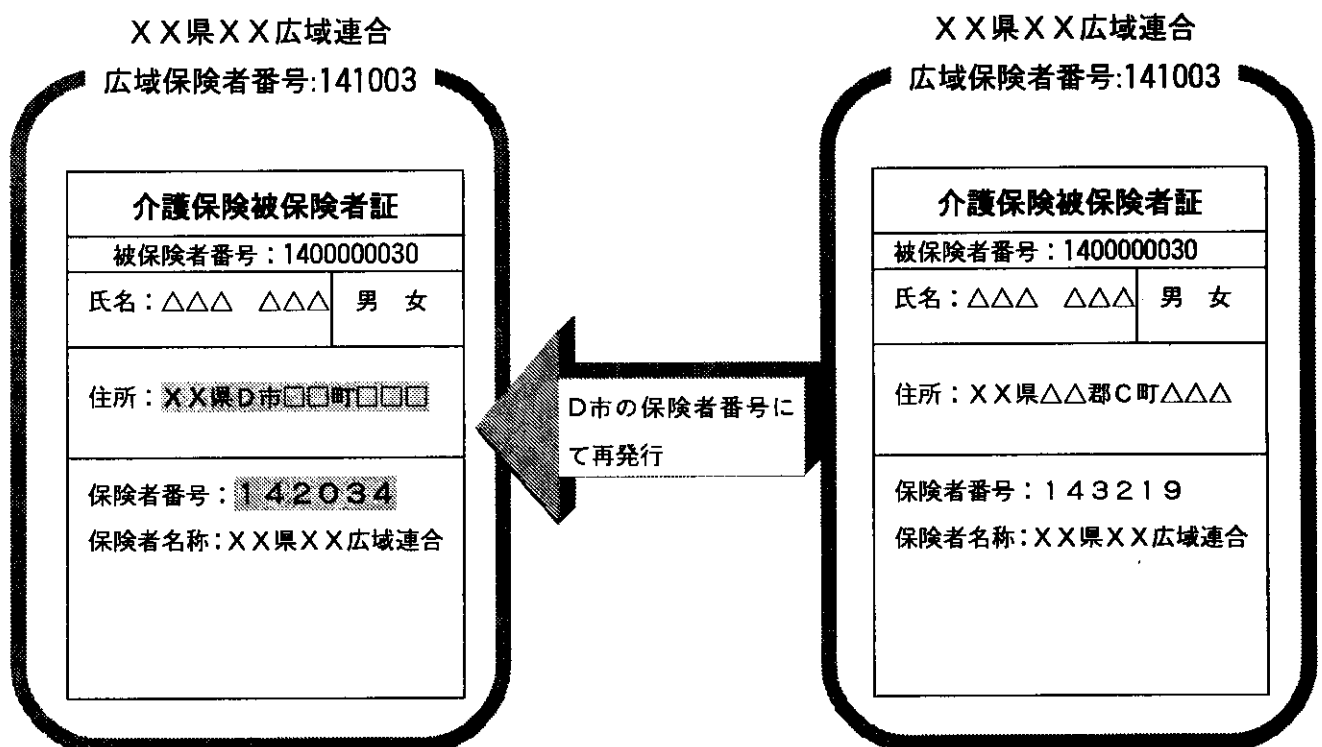 XX県XX広域連合
広域保険者番号:141003
介護保険被保険者証
被保険者番号:1400000030
氏名:△△△ △△△ 男 女
住所:XX県D市□□町□□□
保険者番号:142034
保険者名称:XX県XX広域連合
D市の保険者番号に
て再発行
XX県XX広域連合
広域保険者番号:141003
介護保険被保険者証
被保険者番号:1400000030
氏名:△△△ △△△ 男 女
住所:XX県△△郡C町△△△
保険者番号:143219
保険者名称:XX県XX広域連合